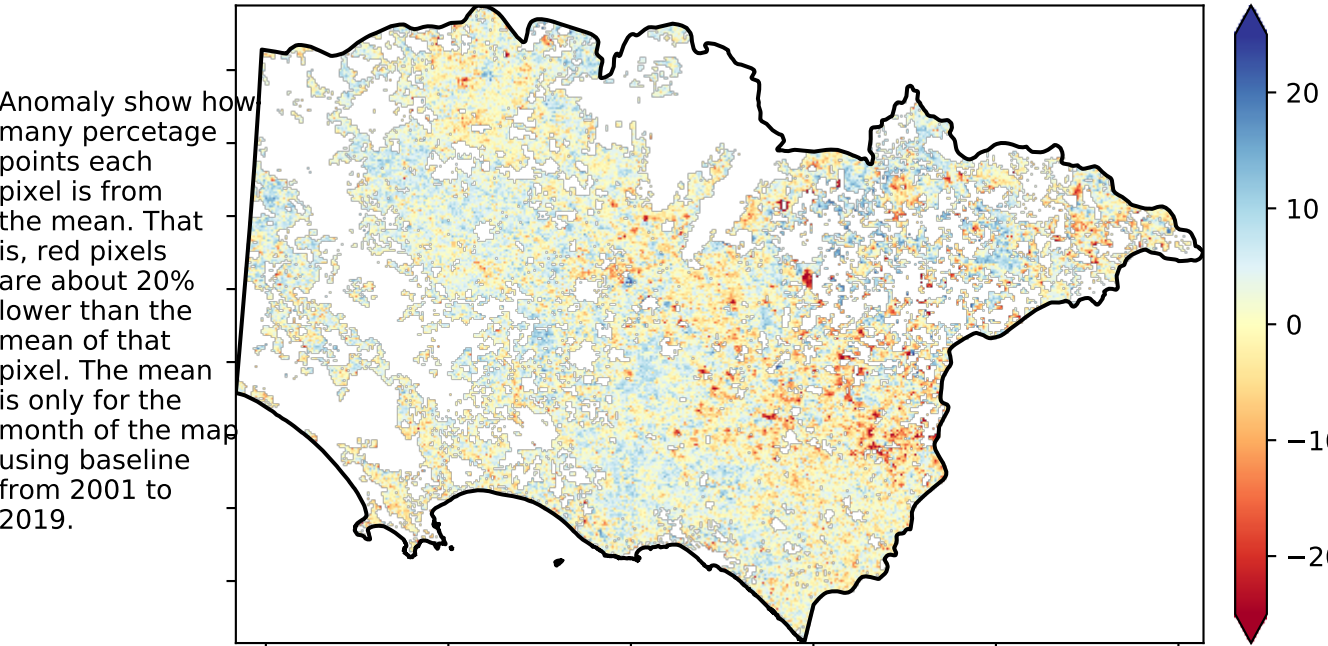 Anomaly show how
many percetage
points each
pixel is from
the mean. That
is, red pixels
are about 20%
lower than the
mean of that
pixel. The mean
is only for the
month of the map
using baseline
from 2001 to
2019.
20
10
0
−10
−20